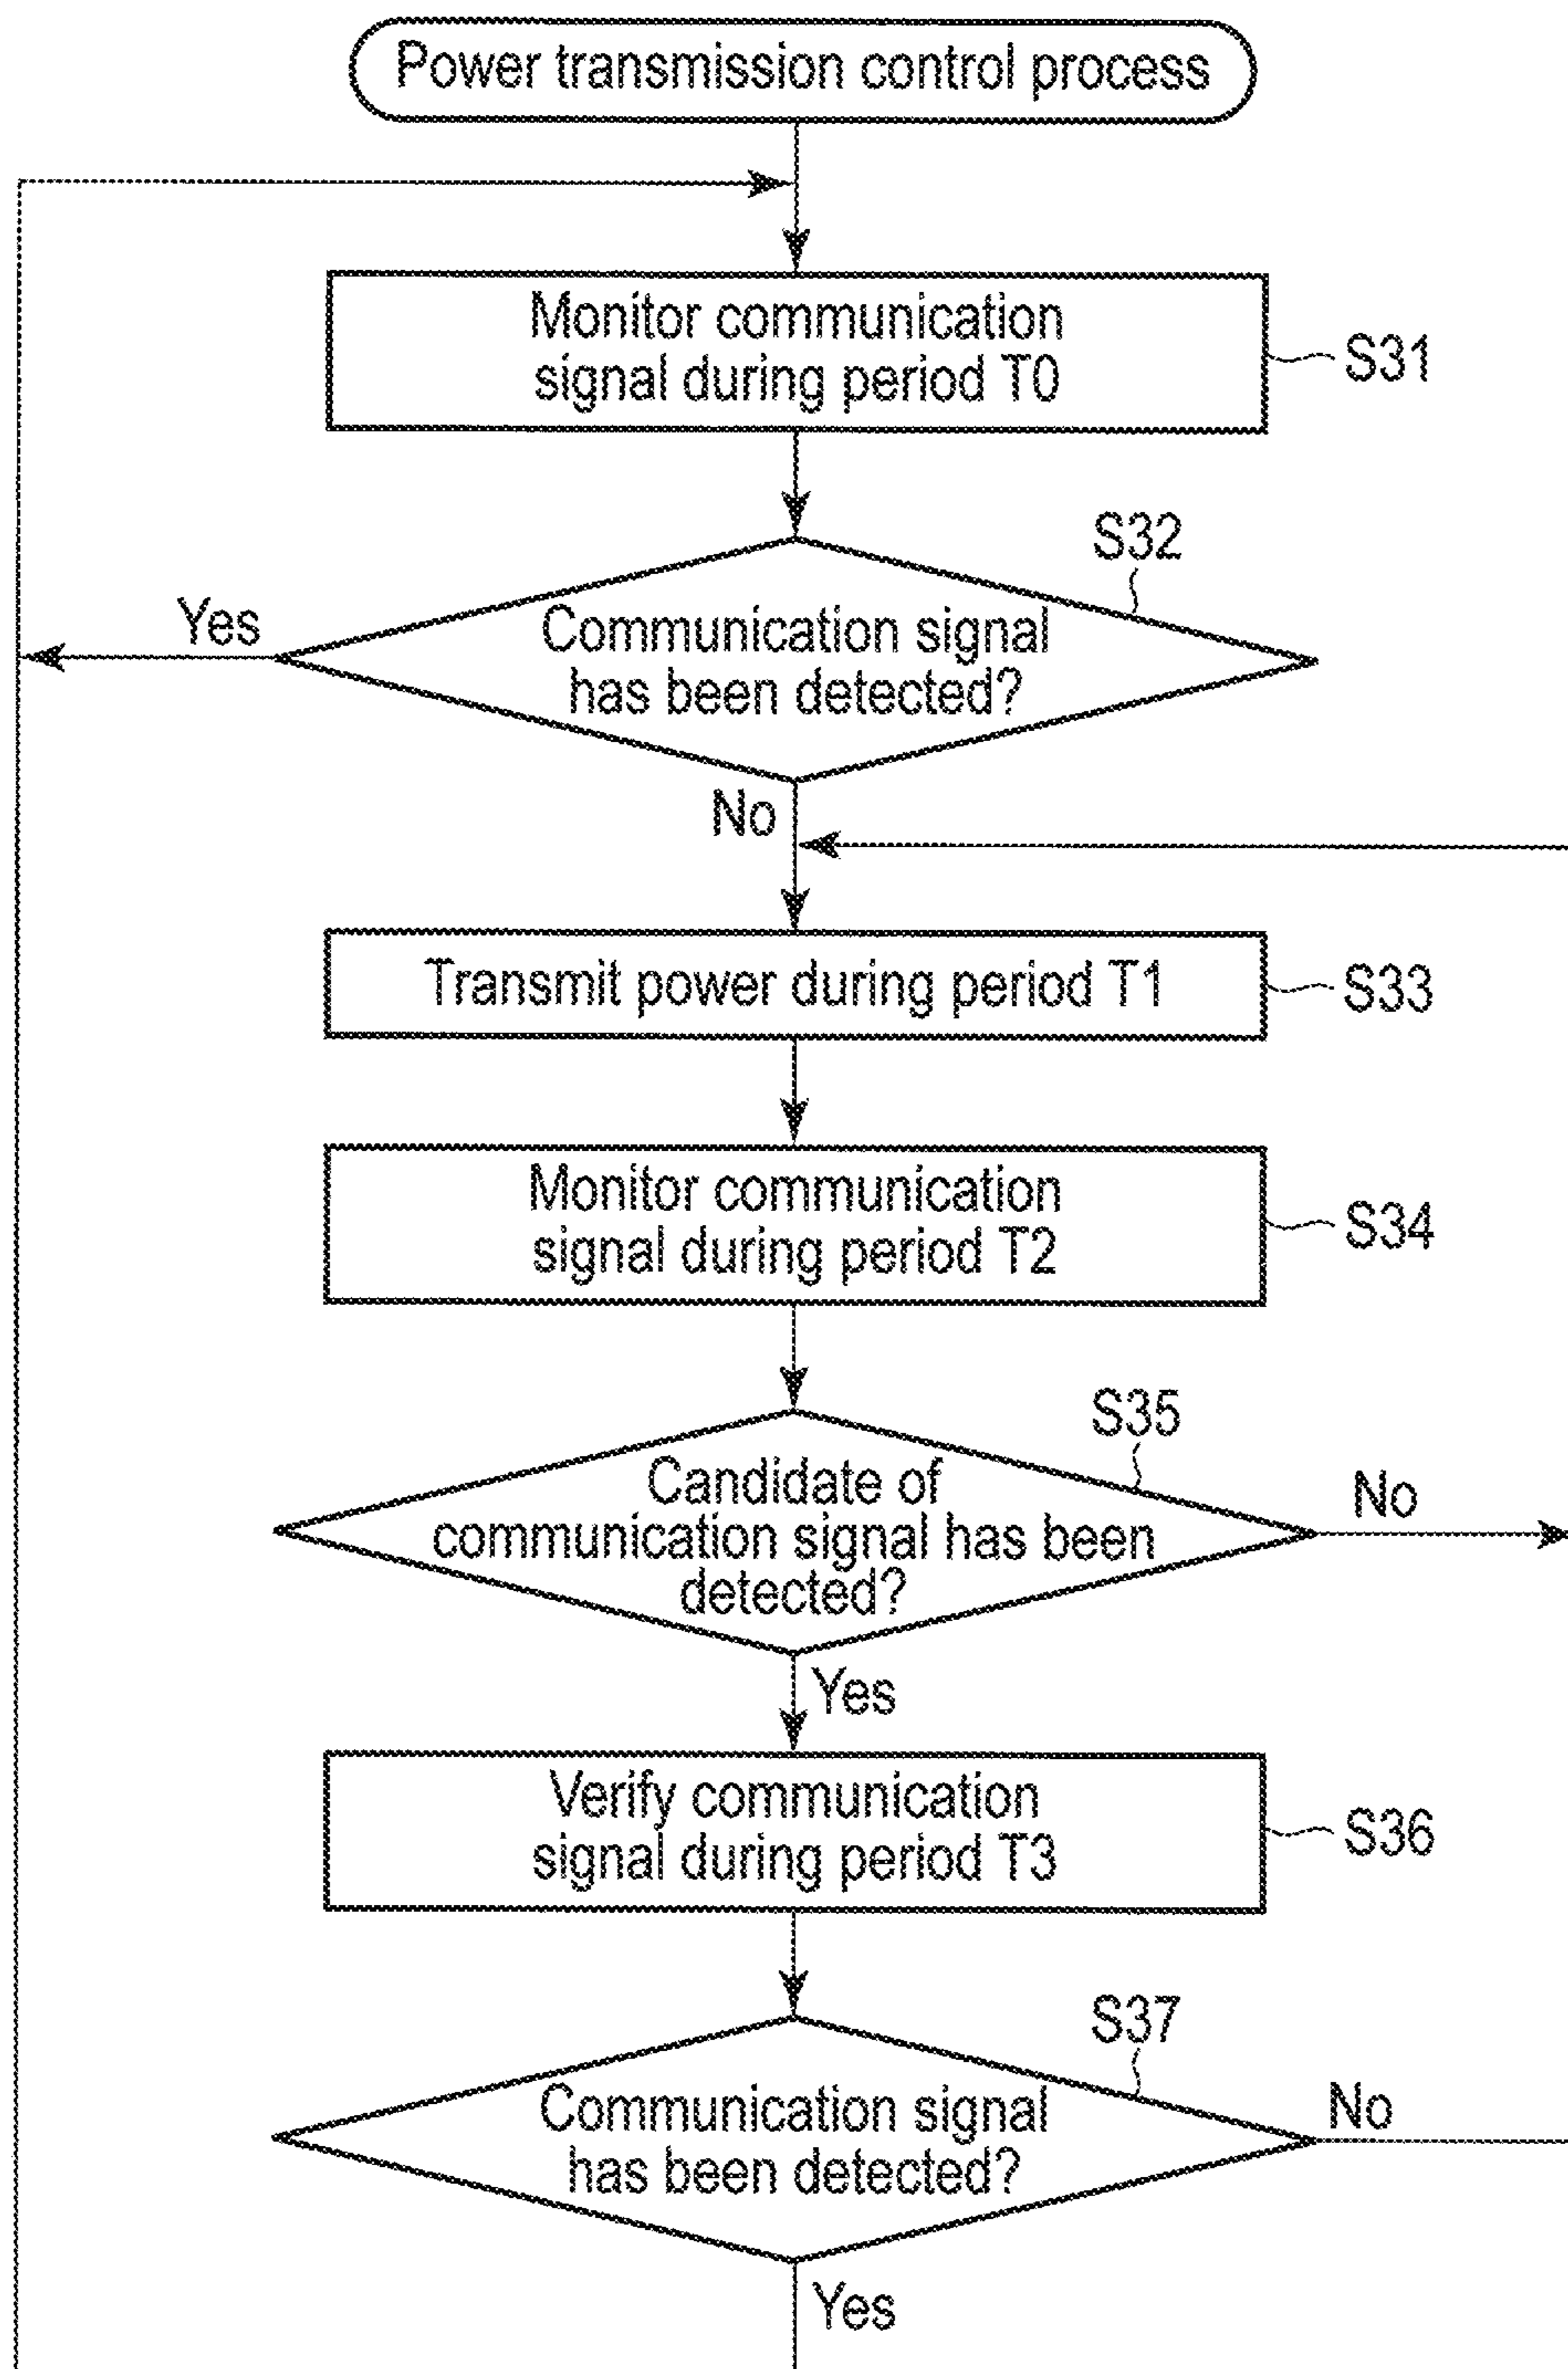 Power transmission control process
Monitor communication
signal during period T0
S31
S32
Communication signal
has been detected?
Yes
No
Transmit power during period T1
S33
Monitor communication
signal during period T2
S34
S35
Candidate of
communication signal has been
detected?
No
Yes
Verify communication
signal during period T3
S36
S37
Communication signal
has been detected?
No
Yes